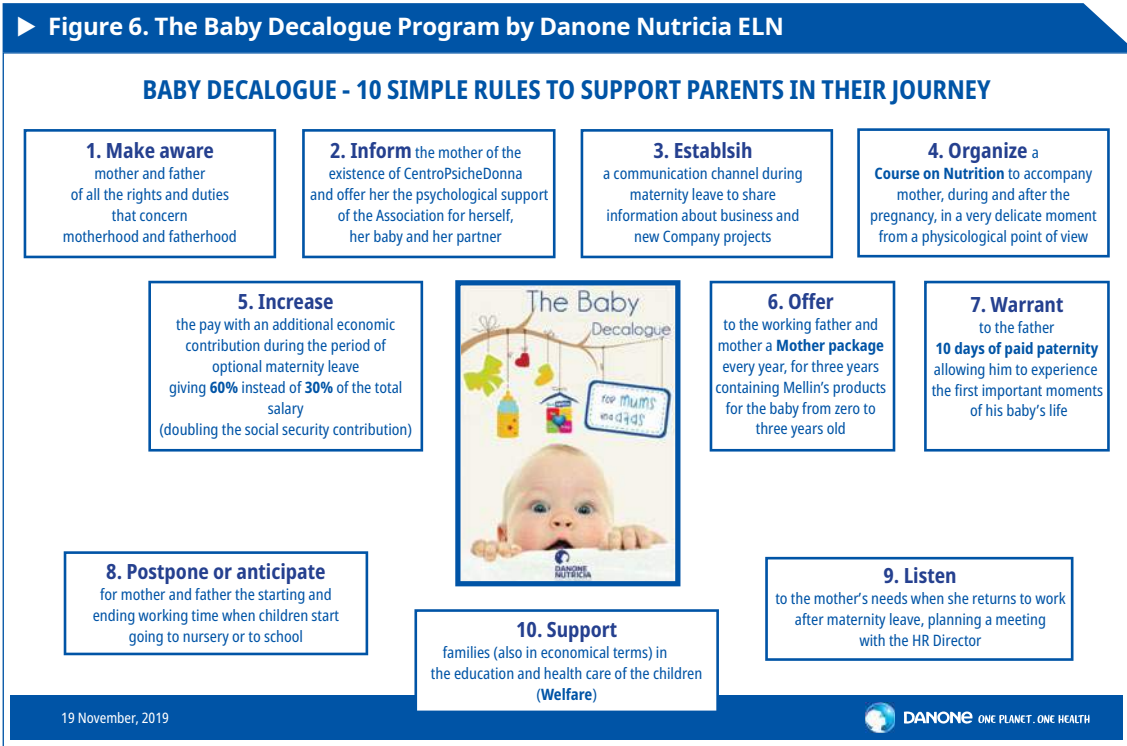 ▶ Figure 6. The Baby Decalogue Program by Danone Nutricia ELN
BABY DECALOGUE - 10 SIMPLE RULES TO SUPPORT PARENTS IN THEIR JOURNEY
1. Make aware
mother and father
of all the rights and duties
that concern
motherhood and fatherhood
2. Inform the mother of the
existence of CentroPsicheDonna
and offer her the psychological support
of the Association for herself,
her baby and her partner
3. Establsih
a communication channel during
maternity leave to share
information about business and
new Company projects
4. Organize a
Course on Nutrition to accompany
mother, during and after the
pregnancy, in a very delicate moment
from a physicological point of view
5. Increase
the pay with an additional economic
contribution during the period of
optional maternity leave
giving 60% instead of 30% of the total
salary
(doubling the social security contribution)
The Baby
Decalogue
for mums
and dads
DANONE
NUTRICIA
6. Offer
to the working father and
mother a Mother package
every year, for three years
containing Mellin's products
for the baby from zero to
three years old
7. Warrant
to the father
10 days of paid paternity
allowing him to experience
the first important moments
of his baby's life
8. Postpone or anticipate
for mother and father the starting and
ending working time when children start
going to nursery or to school
9. Listen
to the mother's needs when she returns to work
after maternity leave, planning a meeting
with the HR Director
10. Support
families (also in economical terms) in
the education and health care of the children
(Welfare)
19 November, 2019
DANONE ONE PLANET. ONE HEALTH